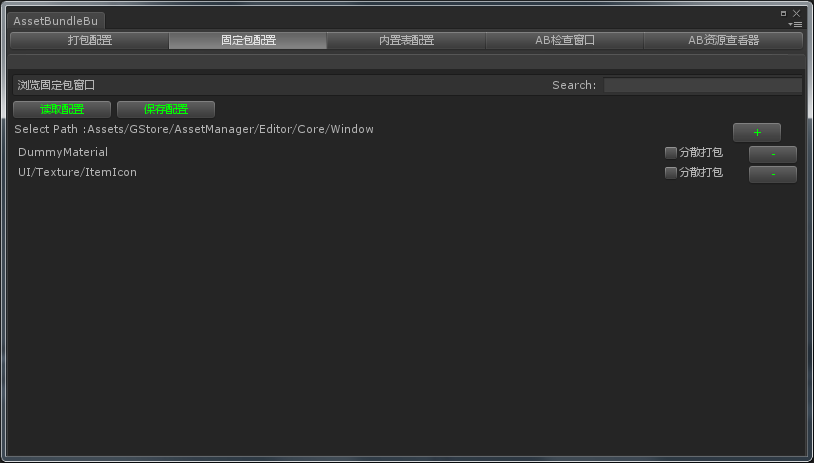 AssetBundleBu
打包配置 固定包配置 内置表配置 AB检查窗口 AB资源查看器
浏览固定包窗口 Search:
读取配置 保存配置
Select Path :Assets/GStore/AssetManager/Editor/Core/Window +
DummyMaterial 分散打包 -
UI/Texture/ItemIcon 分散打包 -